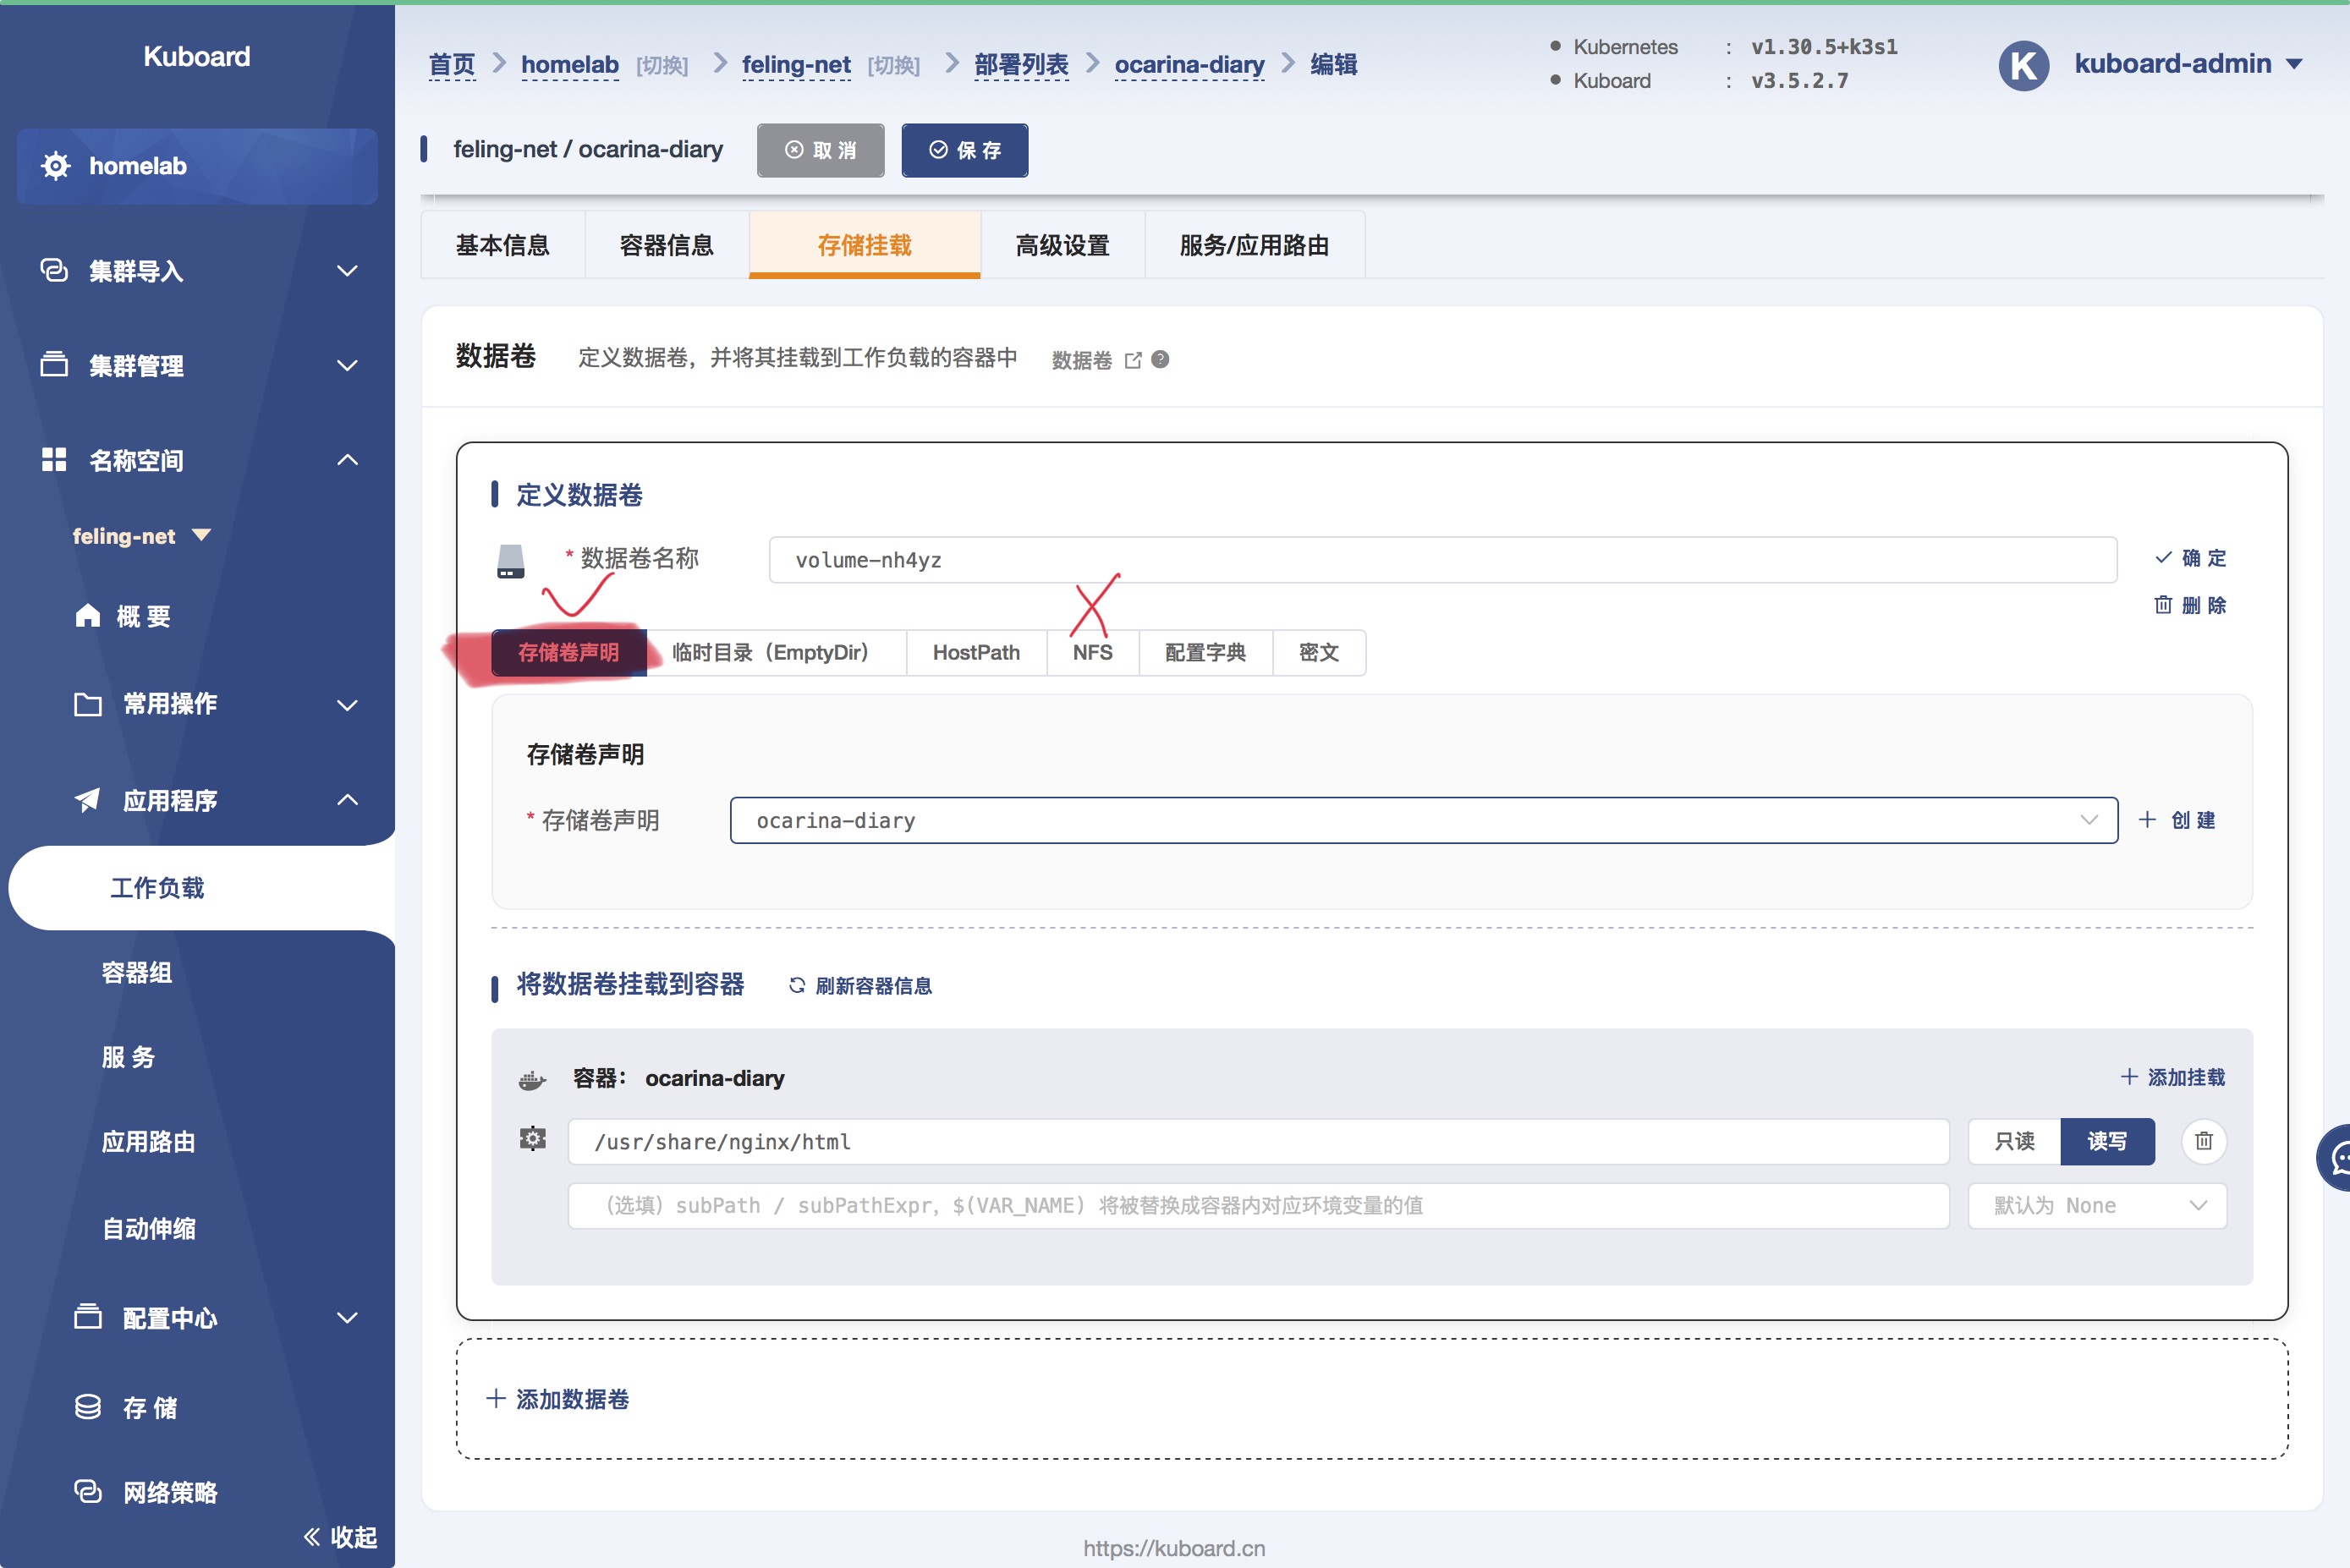 Kuboard
homelab
集群导入
集群管理
名称空间
feling-net
概 要
常用操作
应用程序
工作负载
容器组
服 务
应用路由
自动伸缩
配置中心
存 储
网络策略
收起
首页 homelab [切换] feling-net [切换] 部署列表 ocarina-diary 编辑
Kubernetes : v1.30.5+k3s1
Kuboard : v3.5.2.7
K kuboard-admin
feling-net / ocarina-diary 取 消 保 存
基本信息 容器信息 存储挂载 高级设置 服务/应用路由
数据卷 定义数据卷，并将其挂载到工作负载的容器中 数据卷
定义数据卷
* 数据卷名称 volume-nh4yz 确 定
删 除
存储卷声明 临时目录（EmptyDir） HostPath NFS 配置字典 密文
存储卷声明
* 存储卷声明 ocarina-diary + 创 建
将数据卷挂载到容器 刷新容器信息
容器： ocarina-diary + 添加挂载
/usr/share/nginx/html 只读 读写
（选填）subPath / subPathExpr，$(VAR_NAME) 将被替换成容器内对应环境变量的值 默认为 None
+ 添加数据卷
https://kuboard.cn